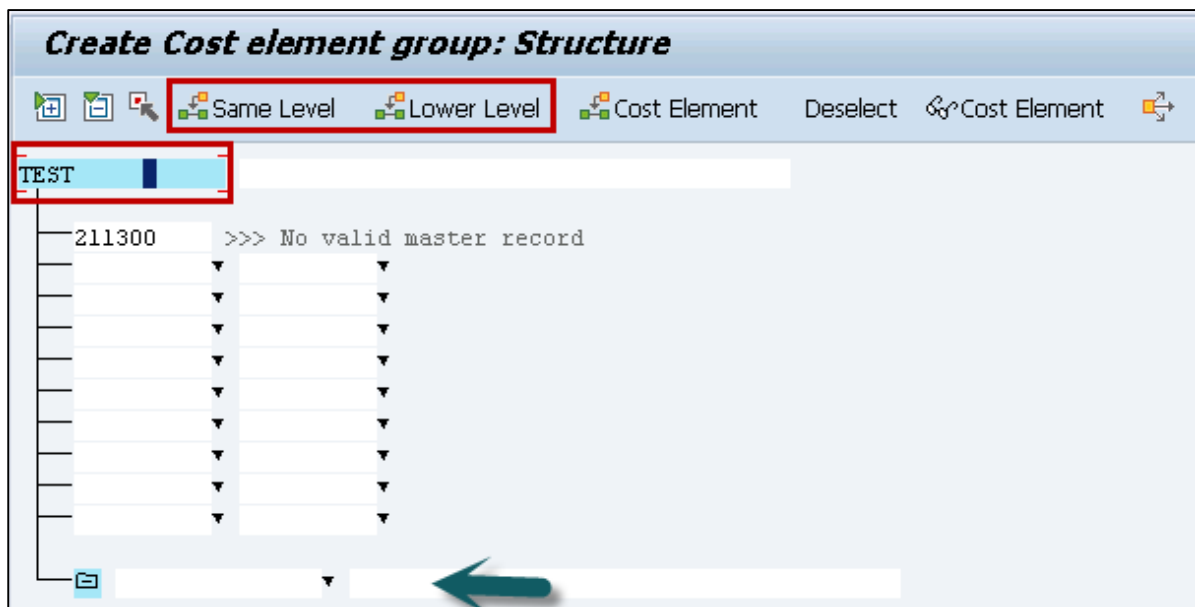 Create Cost element group: Structure
Same Level Lower Level Cost Element Deselect Cost Element
TEST
211300 >>> No valid master record